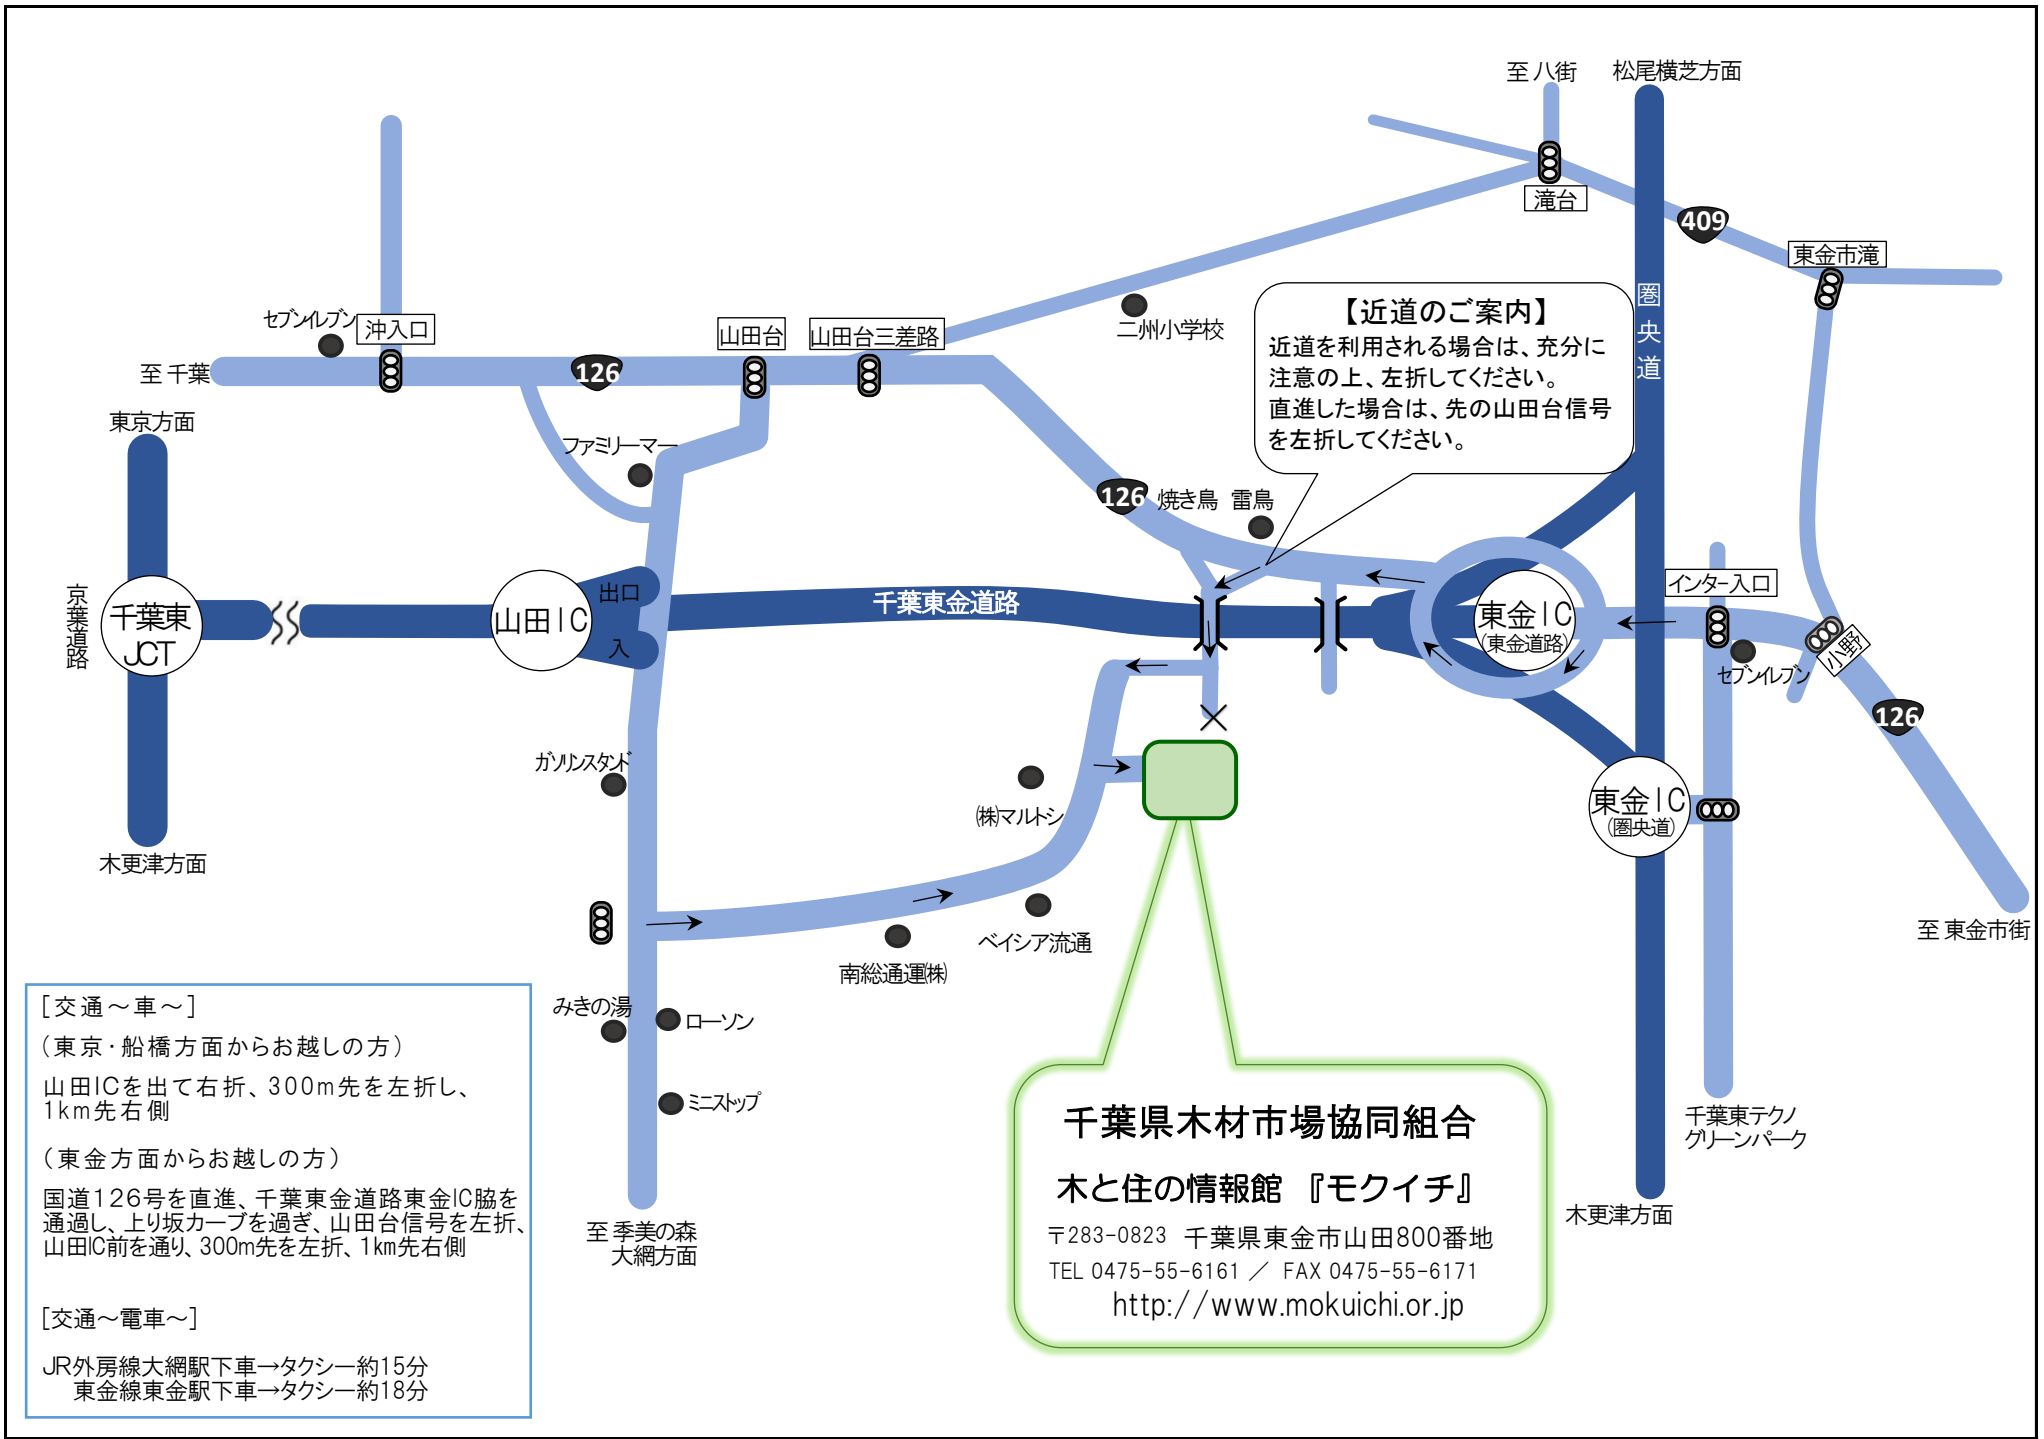 至 八街
松尾横芝方面
滝台
409
東金市滝
圏央道
セブンイレブン
沖入口
山田台
山田台三差路
二州小学校
至 千葉
126
【近道のご案内】
近道を利用される場合は、充分に
注意の上、左折してください。
直進した場合は、先の山田台信号
を左折してください。
東京方面
ファミリーマー
126
焼き鳥 雷鳥
京葉道路
千葉東
JCT
山田IC
出口
入
千葉東金道路
東金IC
(東金道路)
インター入口
セブンイレブン
小野
126
木更津方面
ガソリンスタンド
㈱マルトシ
東金IC
(圏央道)
南総通運㈱
ベイシア流通
至 東金市街
みきの湯
ローソン
ミニストップ
至 季美の森
大網方面
千葉東テクノ
グリーンパーク
木更津方面
[交通～車～]
(東京・船橋方面からお越しの方)
山田ICを出て右折、300m先を左折し、
1km先右側
(東金方面からお越しの方)
国道126号を直進、千葉東金道路東金IC脇を
通過し、上り坂カーブを過ぎ、山田台信号を左折、
山田IC前を通り、300m先を左折、1km先右側
[交通～電車～]
JR外房線大網駅下車→タクシー約15分
東金線東金駅下車→タクシー約18分
千葉県木材市場協同組合
木と住の情報館 『モクイチ』
〒283-0823 千葉県東金市山田800番地
TEL 0475-55-6161 ／ FAX 0475-55-6171
http://www.mokuichi.or.jp